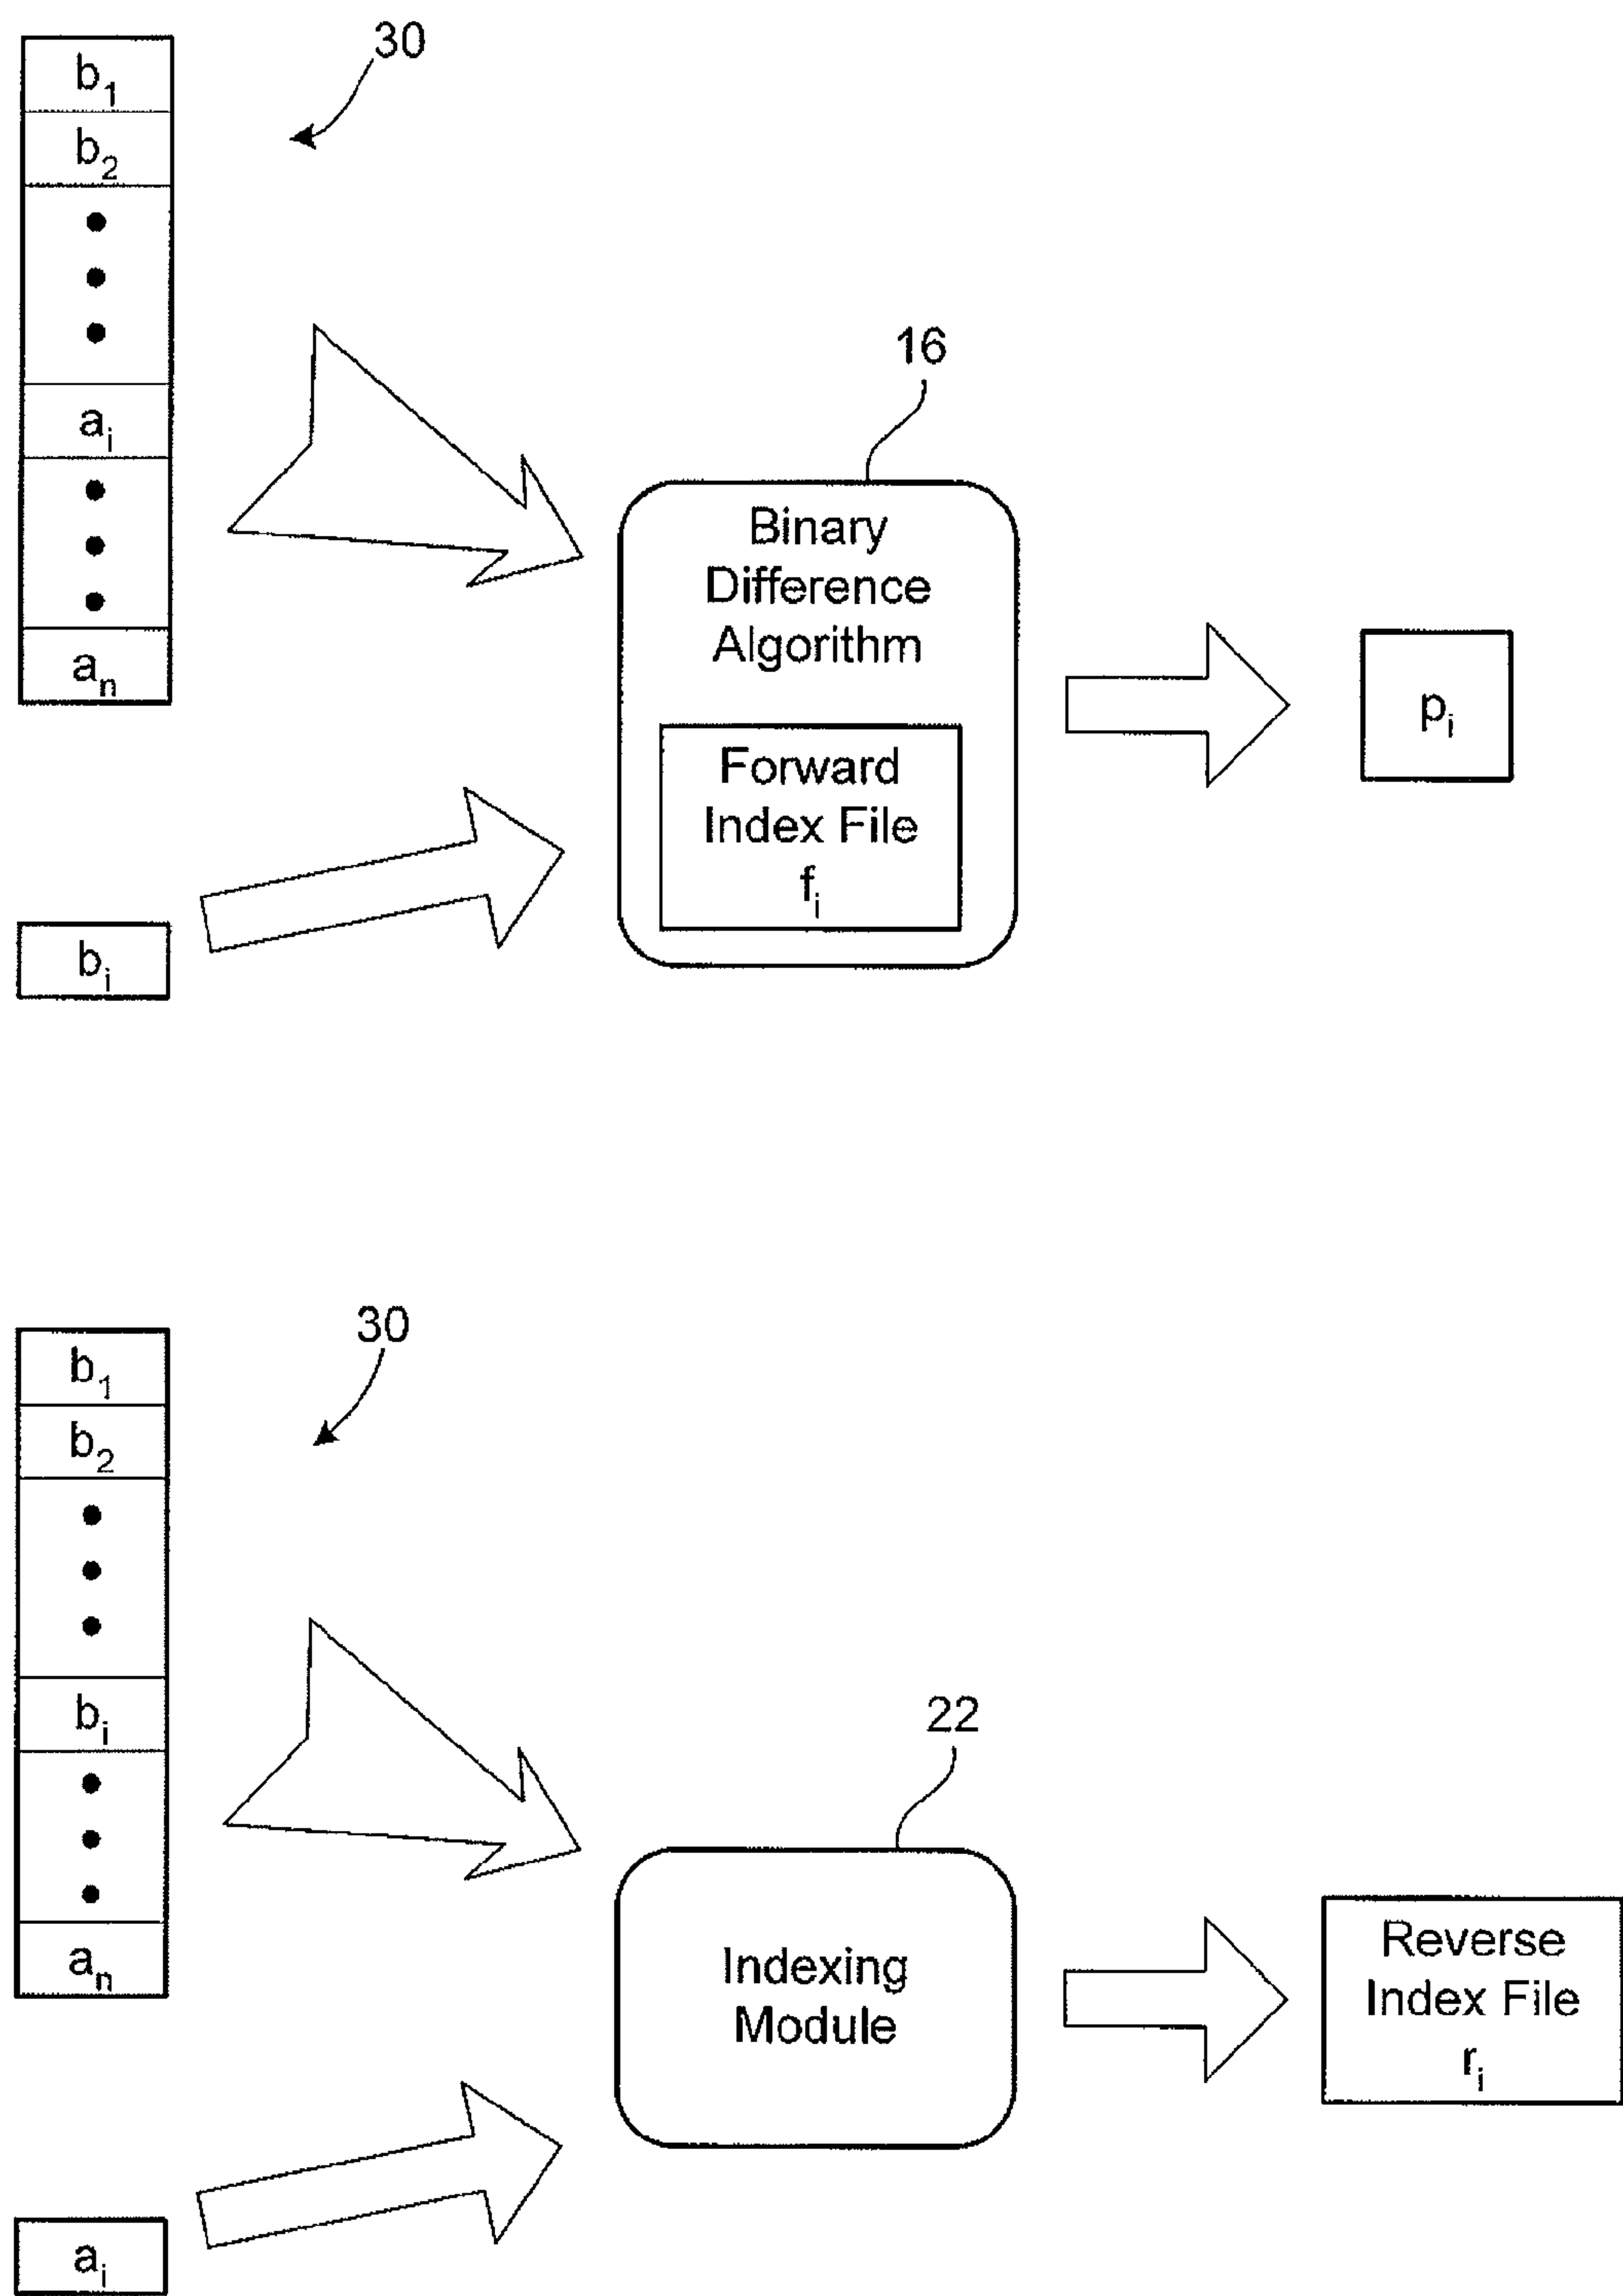 30
b₁
b₂
aᵢ
aₙ
bᵢ
16
Binary
Difference
Algorithm
Forward
Index File
fᵢ
pᵢ
30
b₁
b₂
bᵢ
aₙ
aᵢ
22
Indexing
Module
Reverse
Index File
rᵢ